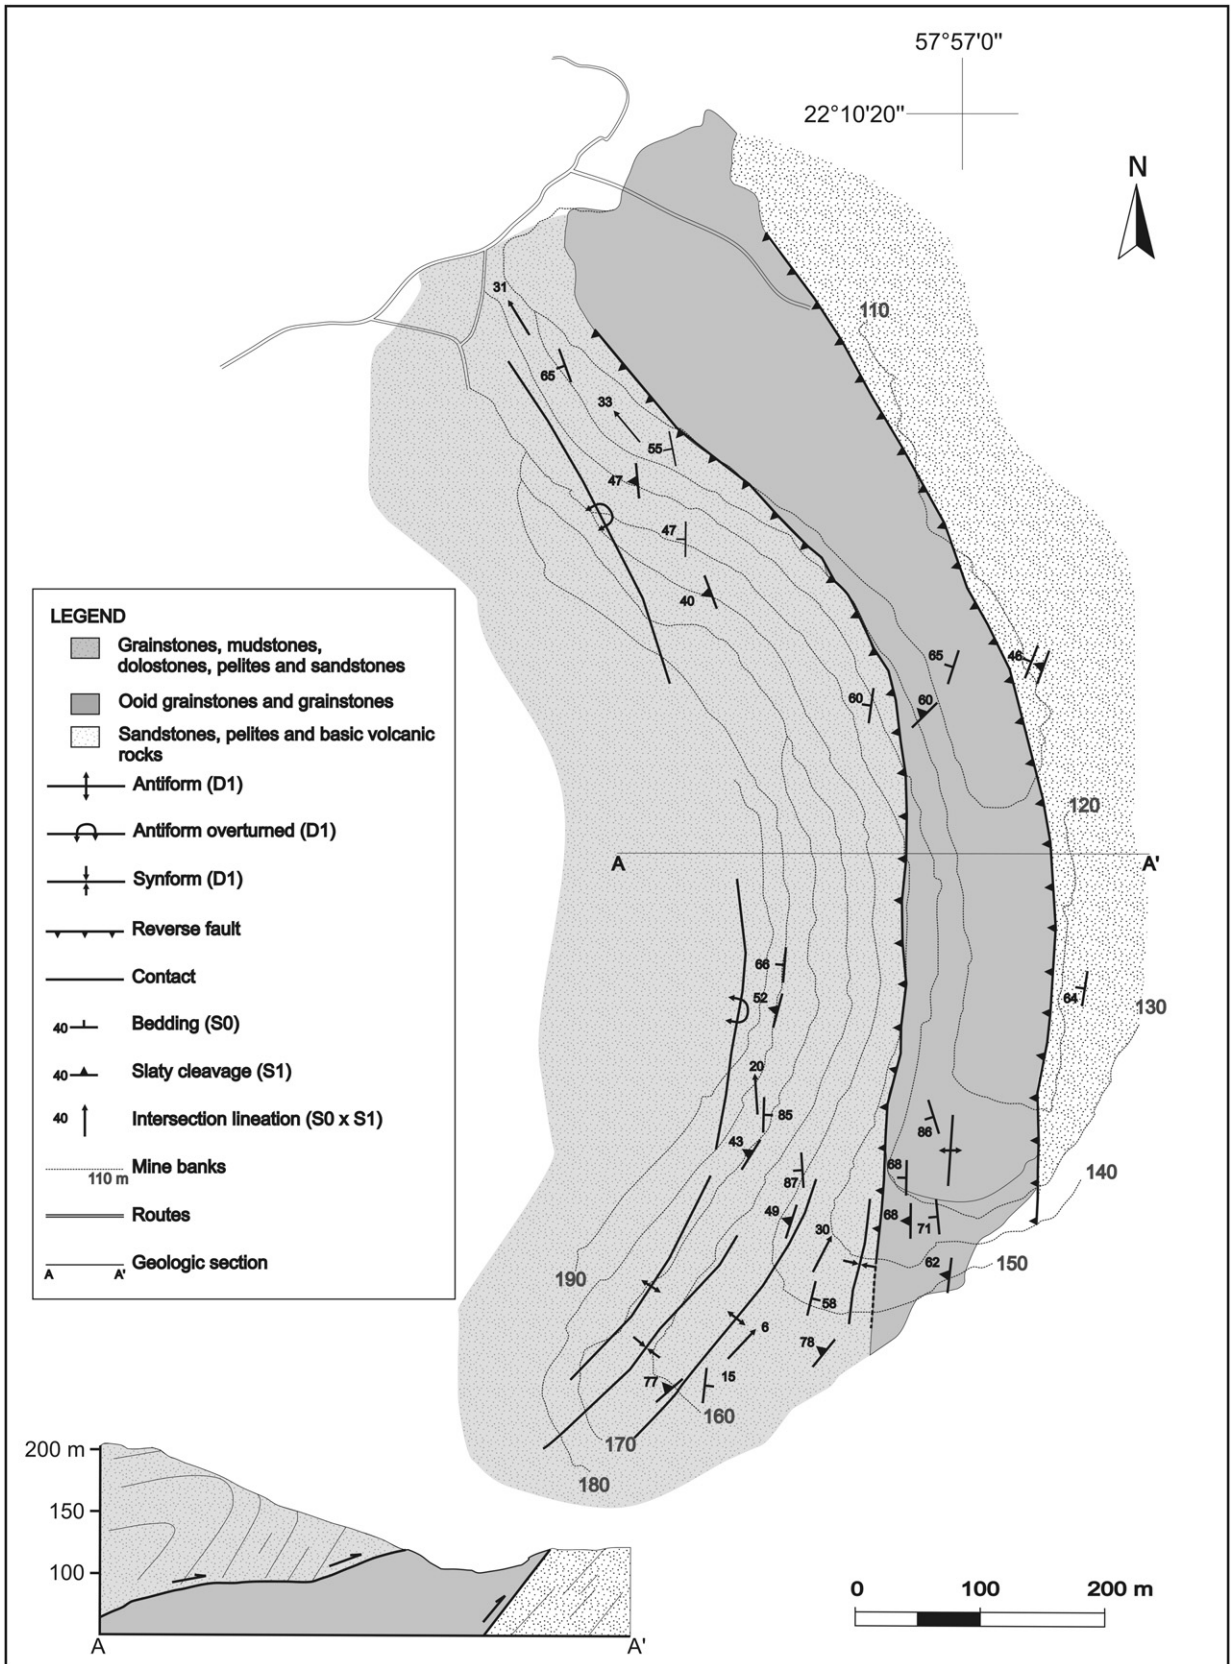 57°57'0"
22°10'20"
N
110
31
65
33
55
47
47
40
65
46
60
60
120
A
A'
66
52
64
130
20
85
43
86
68
87
140
49
68
71
30
62
150
190
58
6
78
77
15
160
170
180
LEGEND
Grainstones, mudstones,
dolostones, pelites and sandstones
Ooid grainstones and grainstones
Sandstones, pelites and basic volcanic
rocks
Antiform (D1)
Antiform overturned (D1)
Synform (D1)
Reverse fault
Contact
40 Bedding (S0)
40 Slaty cleavage (S1)
40 Intersection lineation (S0 x S1)
110 m Mine banks
Routes
A A' Geologic section
200 m
150
100
A
A'
0 100 200 m